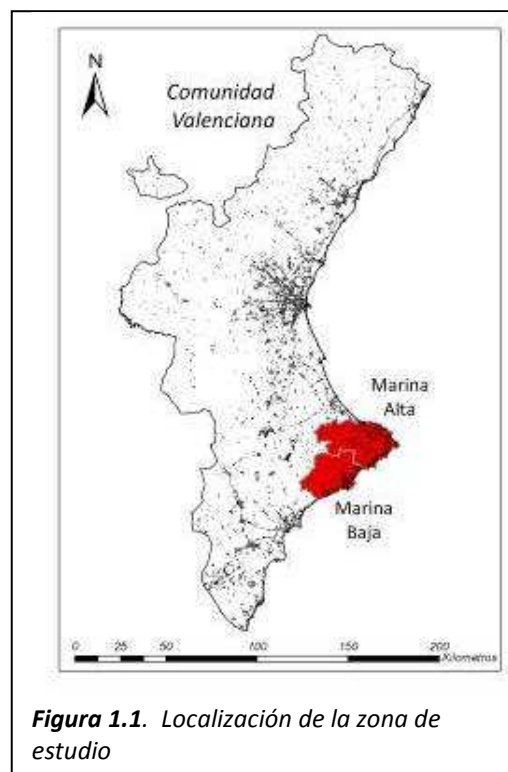 N
Comunidad
Valenciana
Marina
Alta
Marina
Baja
0 25 50 100 150 200
Kilómetros
Figura 1.1. Localización de la zona de
estudio